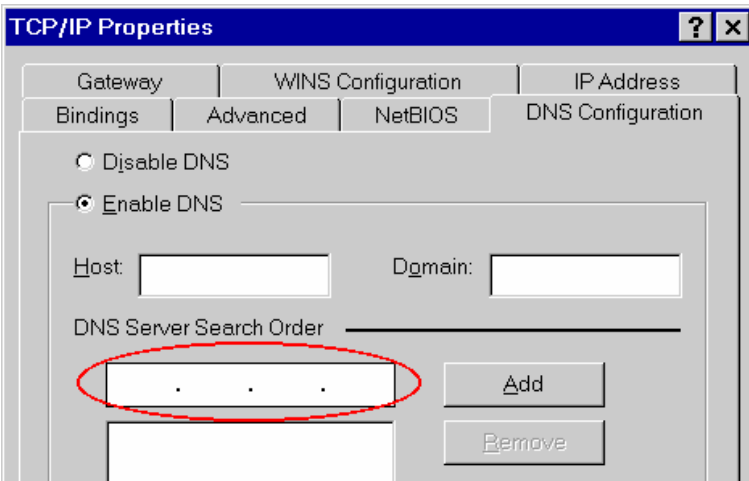 TCP/IP Properties
? ×
Gateway WINS Configuration IP Address
Bindings Advanced NetBIOS DNS Configuration
Disable DNS
Enable DNS
Host: Domain:
DNS Server Search Order
. . . Add
Remove